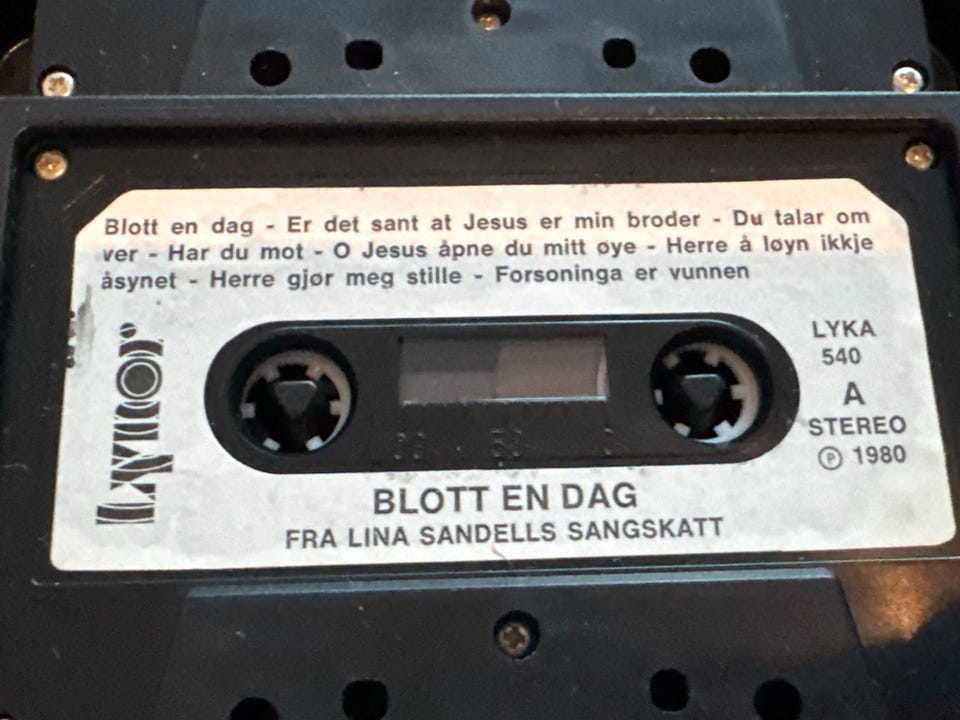 Blott en dag - Er det sant at Jesus er min broder - Du talar om
ver - Har du mot - O Jesus åpne du mitt øye - Herre å løyn ikkje
åsynet - Herre gjør meg stille - Forsoninga er vunnen
LYKA
540
A
STEREO
Ⓟ 1980
BLOTT EN DAG
FRA LINA SANDELLS SANGSKATT